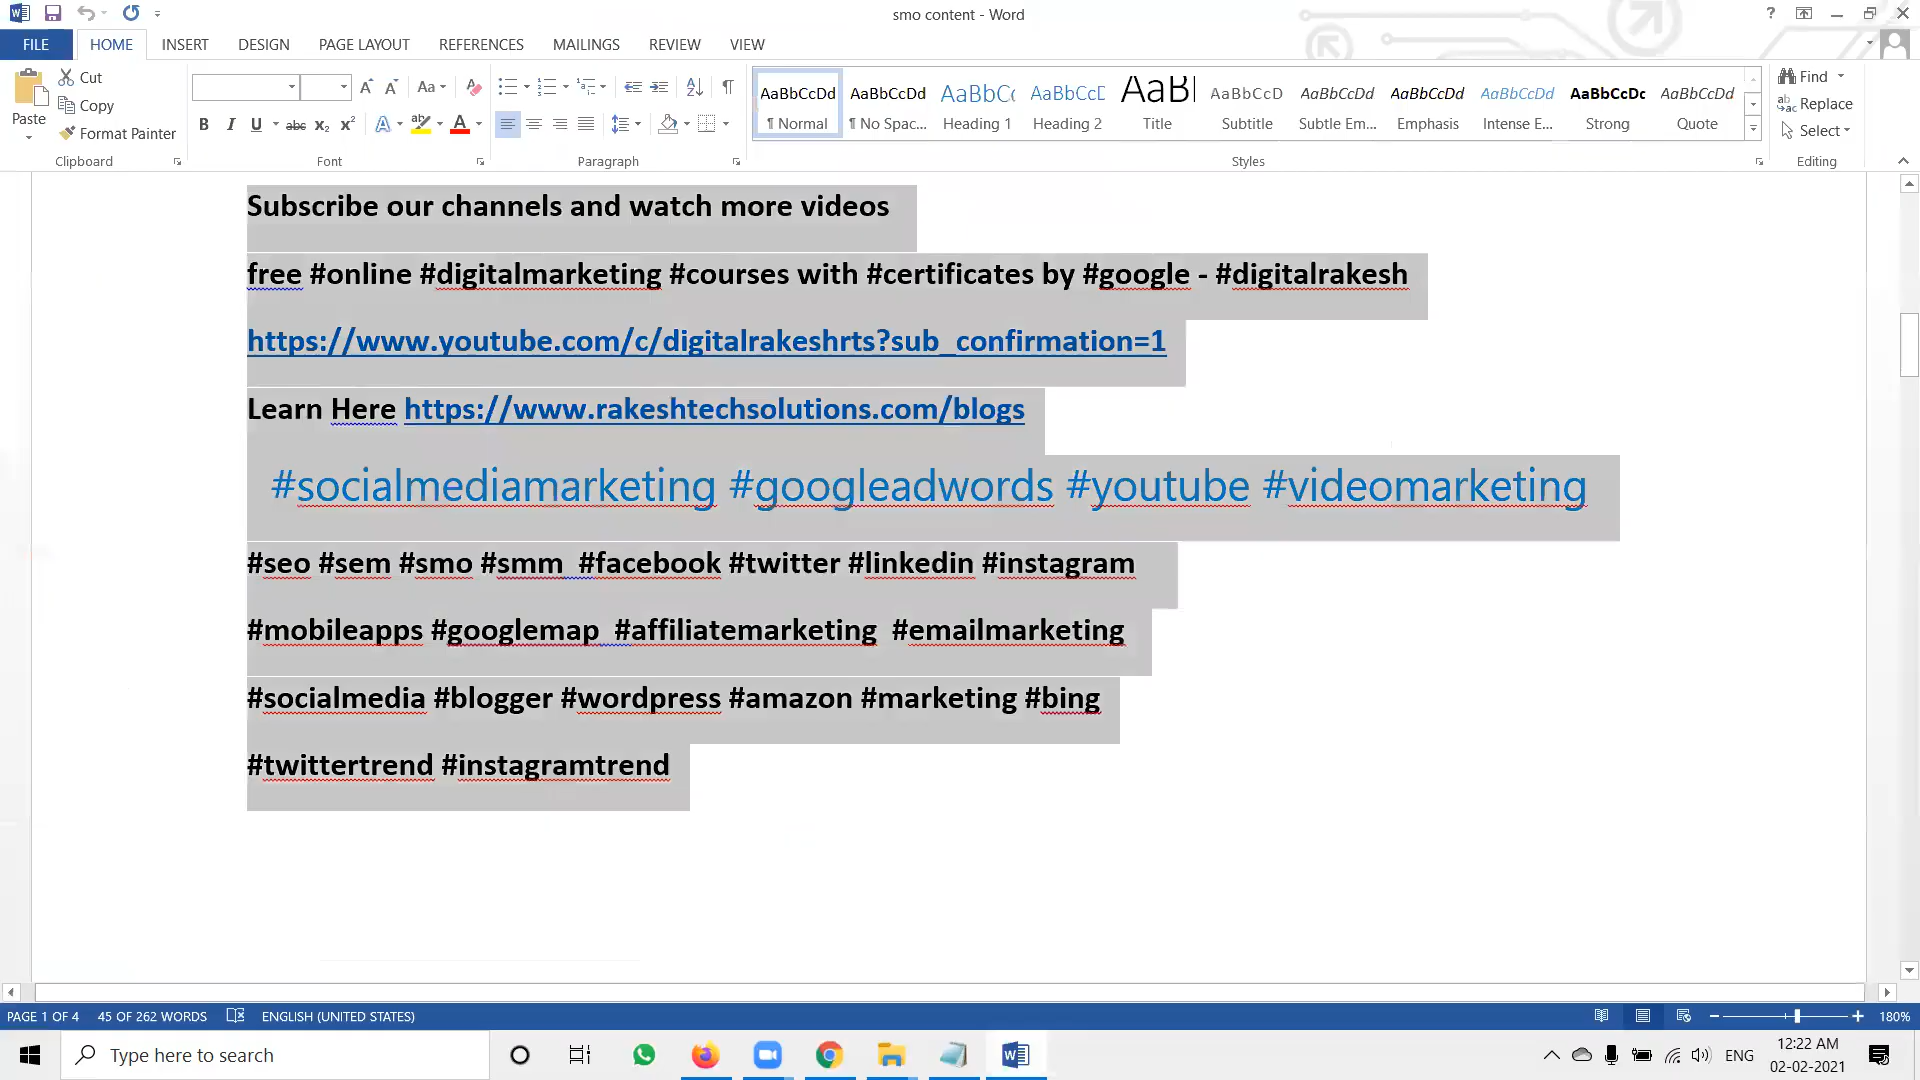 smo content - Word
FILE HOME INSERT DESIGN PAGE LAYOUT REFERENCES MAILINGS REVIEW VIEW
Paste
Cut
Copy
Format Painter
Clipboard
Font
Paragraph
AaBbCcDd AaBbCcDd AaBbC AaBbCcD AaB AaBbCcD AaBbCcDd AaBbCcDd AaBbCcDd AaBbCcDc AaBbCcDd
¶ Normal ¶ No Spac... Heading 1 Heading 2 Title Subtitle Subtle Em... Emphasis Intense E... Strong Quote
Styles
Find
Replace
Select
Editing
Subscribe our channels and watch more videos
free #online #digitalmarketing #courses with #certificates by #google - #digitalrakesh
https://www.youtube.com/c/digitalrakeshrts?sub_confirmation=1
Learn Here https://www.rakeshtechsolutions.com/blogs
#socialmediamarketing #googleadwords #youtube #videomarketing
#seo #sem #smo #smm #facebook #twitter #linkedin #instagram
#mobileapps #googlemap #affiliatemarketing #emailmarketing
#socialmedia #blogger #wordpress #amazon #marketing #bing
#twittertrend #instagramtrend
PAGE 1 OF 4 45 OF 262 WORDS ENGLISH (UNITED STATES) 180%
Type here to search
ENG
12:22 AM
02-02-2021